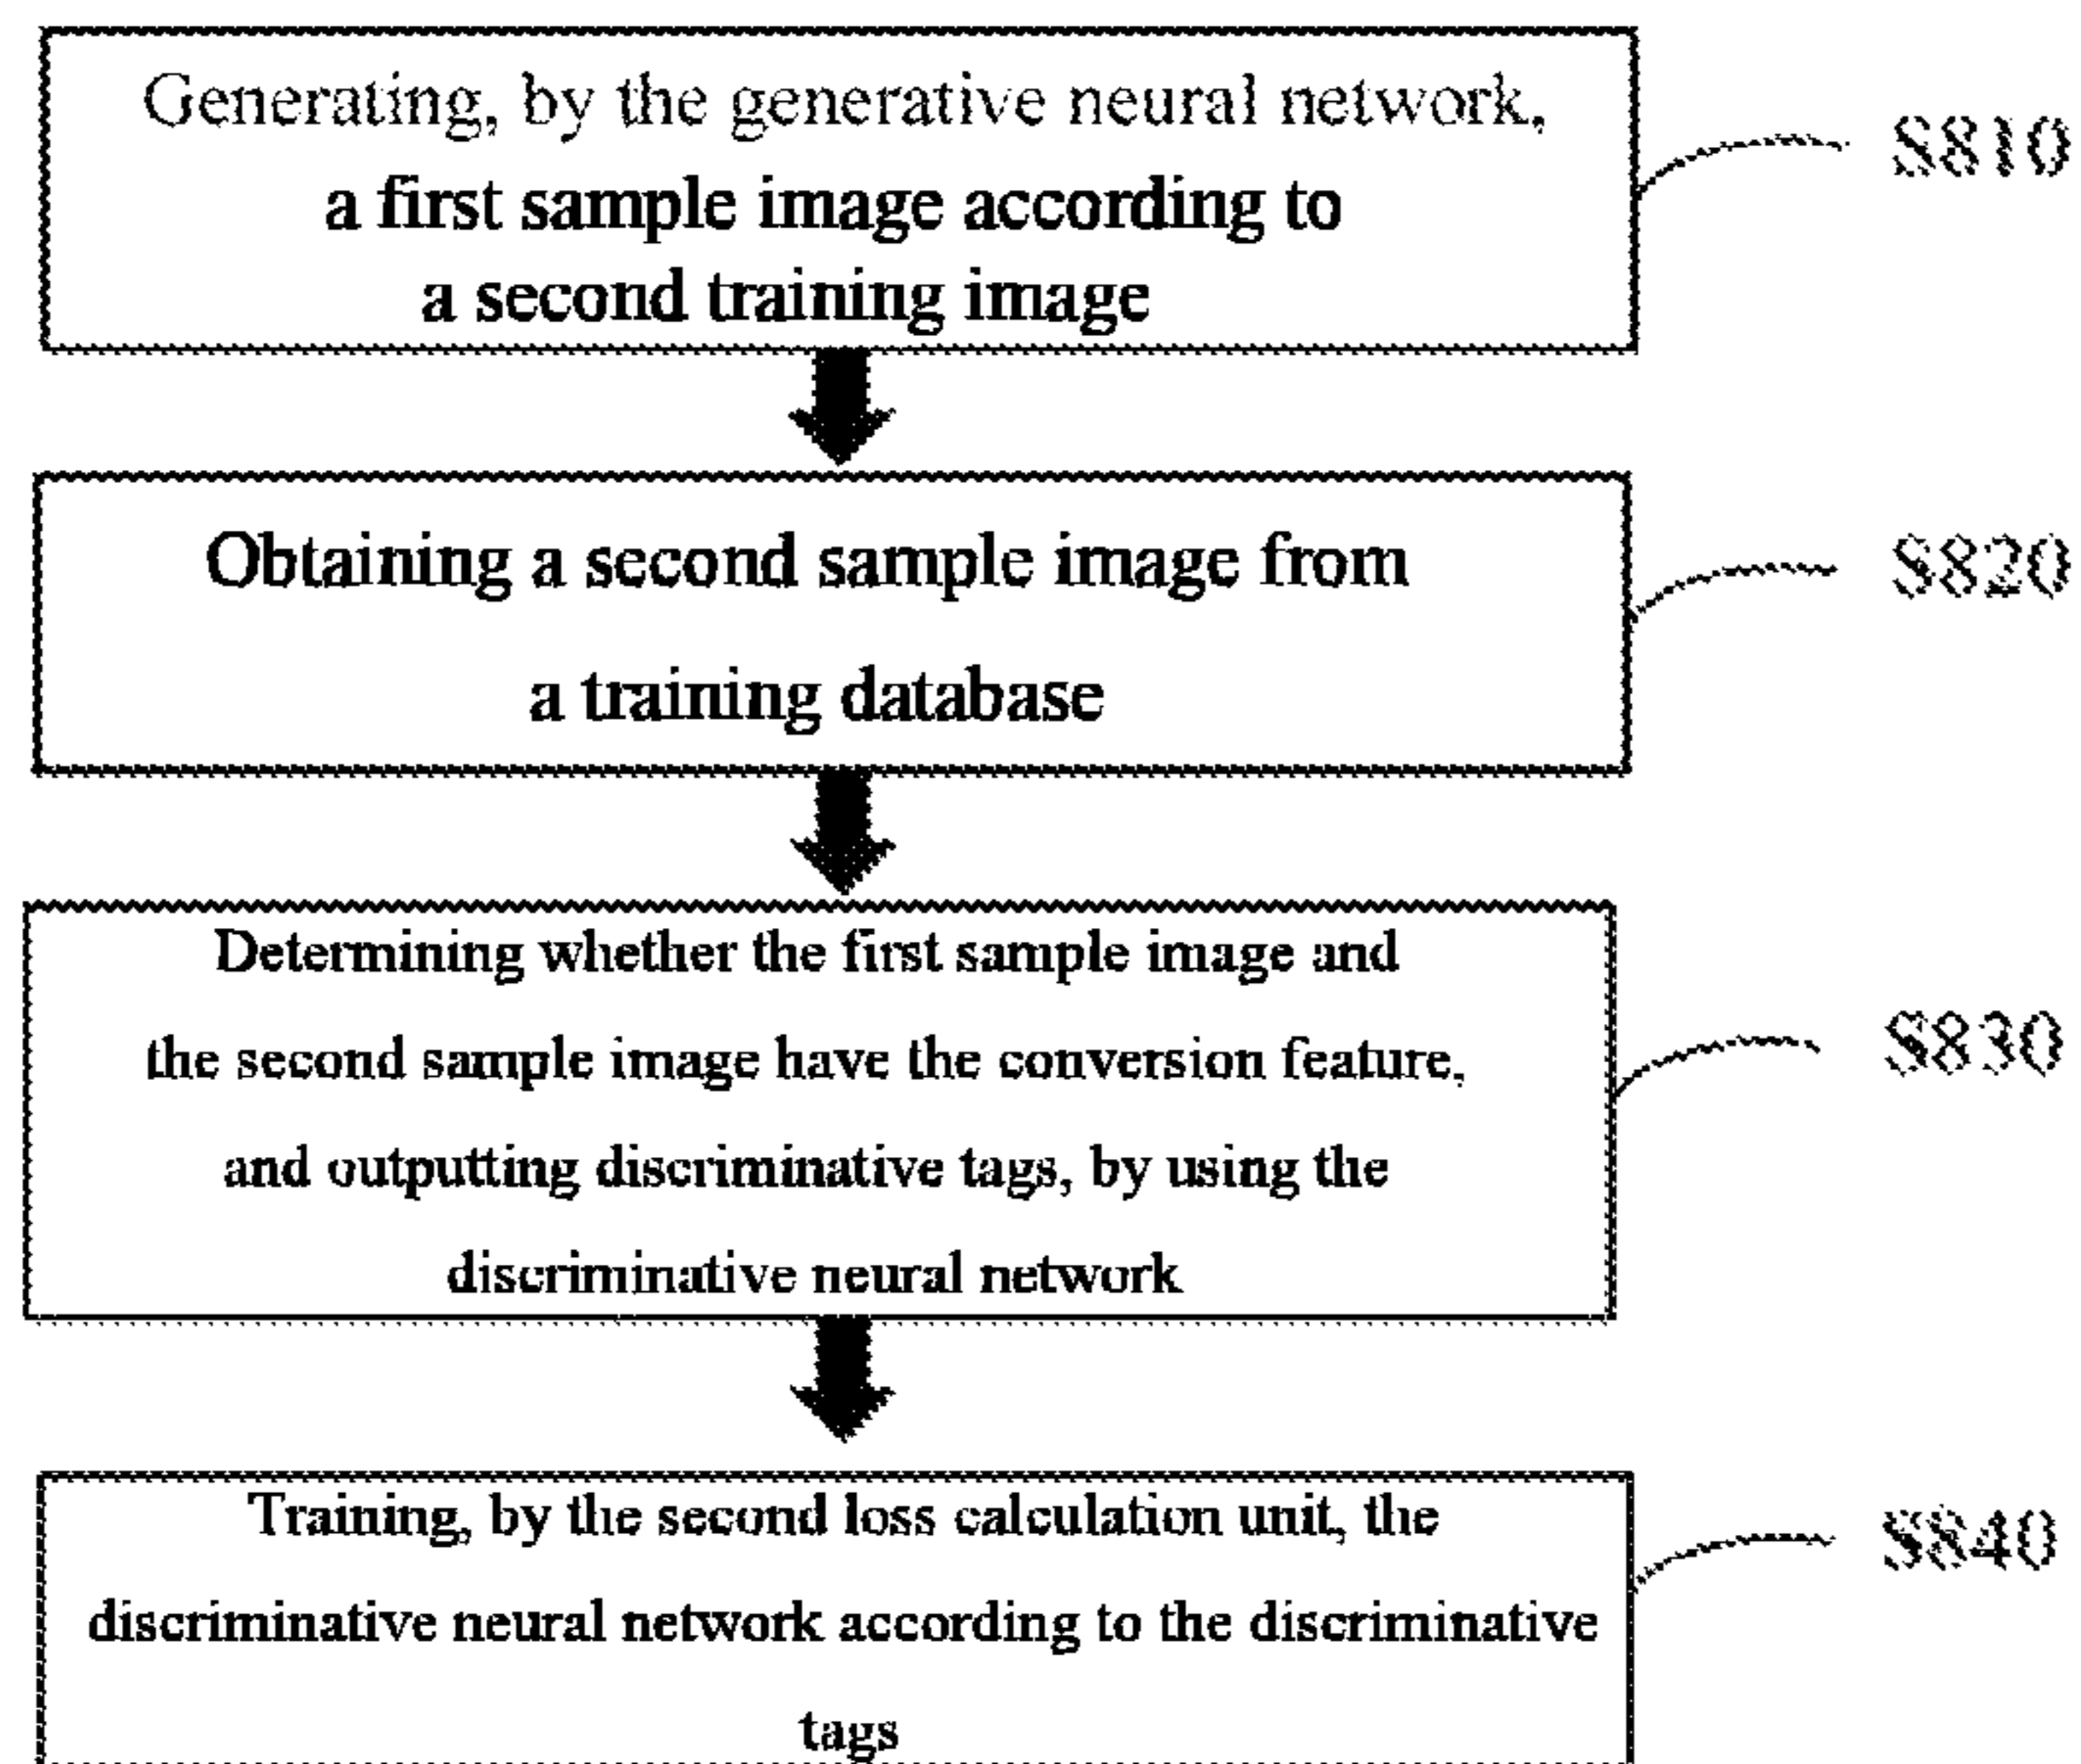 Generating, by the generative neural network,
a first sample image according to
a second training image
S810
Obtaining a second sample image from
a training database
S820
Determining whether the first sample image and
the second sample image have the conversion feature,
and outputting discriminative tags, by using the
discriminative neural network
S830
Training, by the second loss calculation unit, the
discriminative neural network according to the discriminative
tags
S840